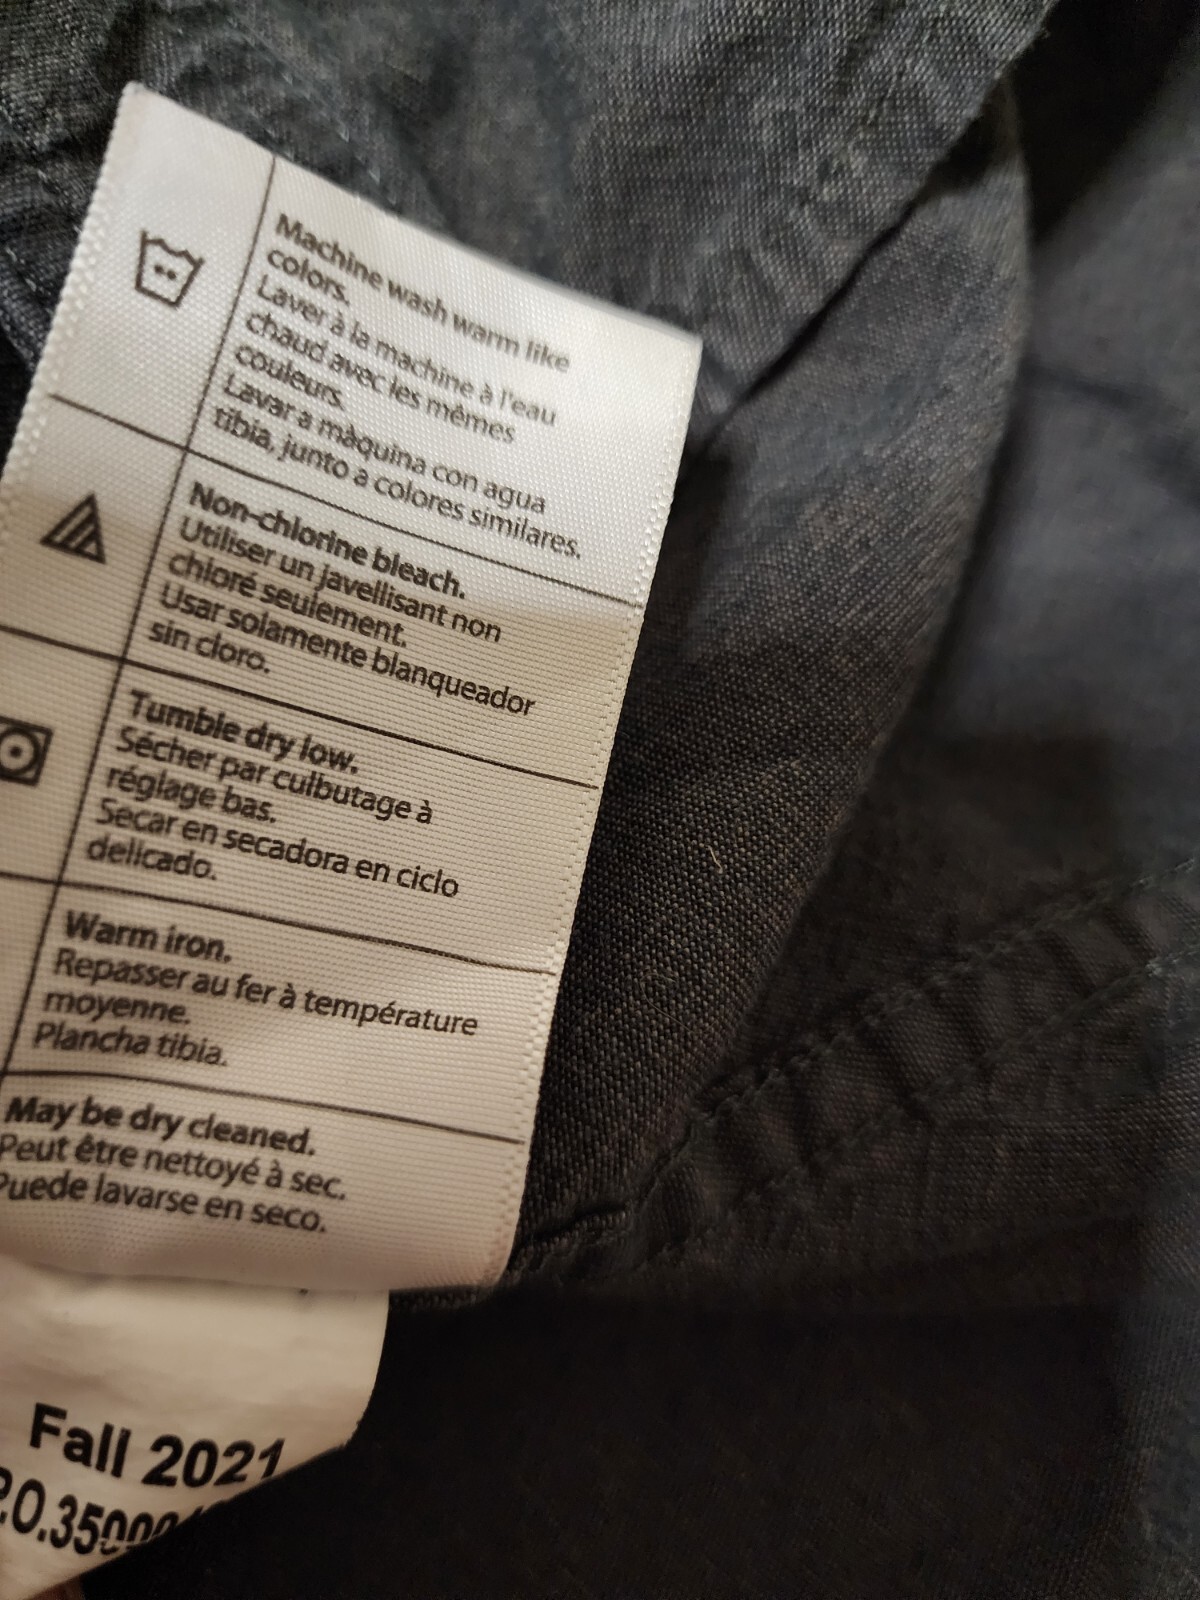 Machine wash warm like
colors.
Laver à la machine à l'eau
chaud avec les mêmes
couleurs.
Lavar a màquina con agua
tibia, junto a colores similares.
Non-chlorine bleach.
Utiliser un javellisant non
chloré seulement.
Usar solamente blanqueador
sin cloro.
Tumble dry low.
Sécher par culbutage à
réglage bas.
Secar en secadora en ciclo
delicado.
Warm iron.
Repasser au fer à température
moyenne.
Plancha tibia.
May be dry cleaned.
Peut être nettoyé à sec.
Puede lavarse en seco.
Fall 2021